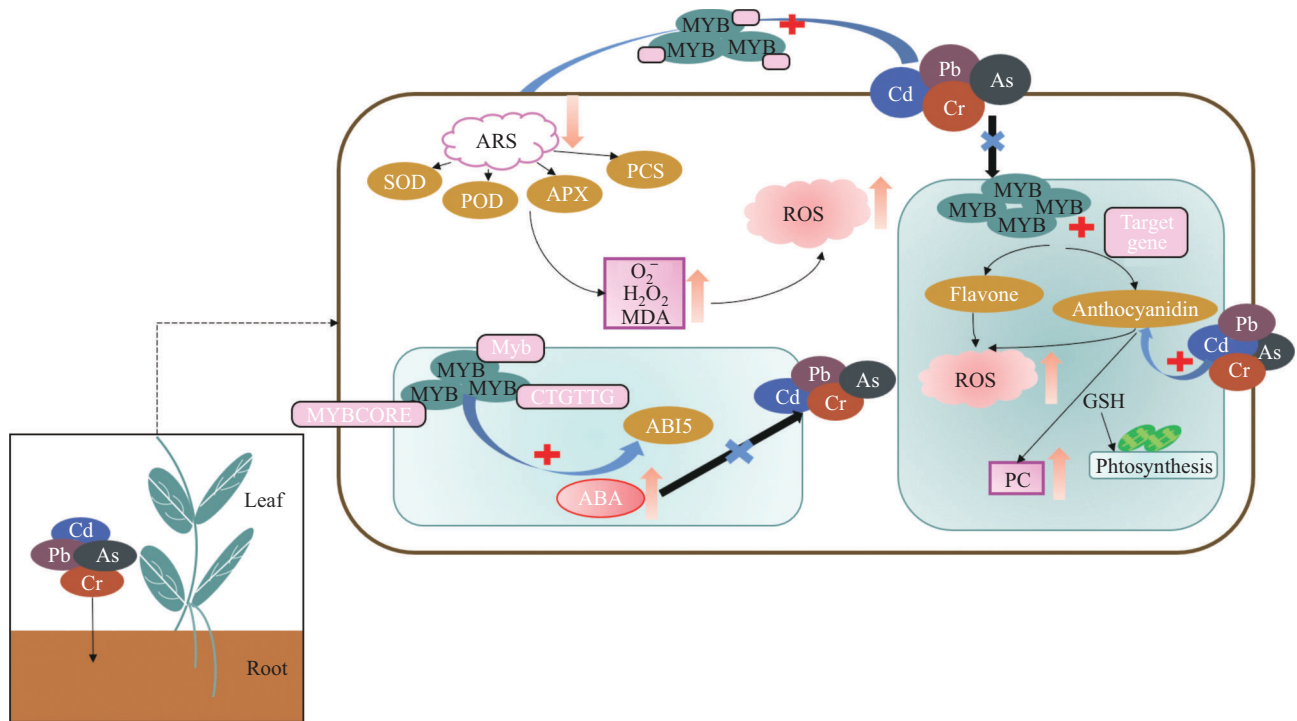 MYB
MYB
MYB
Cd
Pb
As
Cr
ARS
SOD
POD
APX
PCS
ROS
O₂⁻
H₂O₂
MDA
MYB
MYB
MYB
MYB
Target
gene
Flavone
Anthocyanidin
Pb
Cd
As
Cr
ROS
GSH
PC
Phtosynthesis
Myb
MYB
MYB
MYB
CTGTTG
MYBCORE
ABI5
ABA
Pb
As
Cd
Cr
Leaf
Cd
Pb
As
Cr
Root